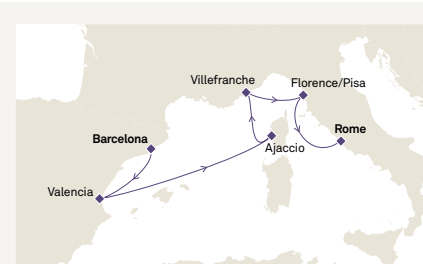 Villefranche
Florence/Pisa
Barcelona
Rome
Ajaccio
Valencia